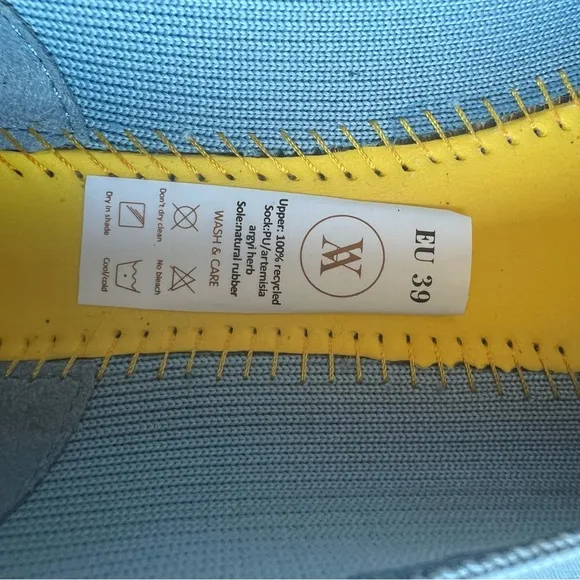 EU 39
Upper: 100% recycled
Sock:PU/artemisia
argyi herb
Sole:natural rubber
WASH & CARE
Don't dry clean
No bleach
Dry in shade
Cool/cold